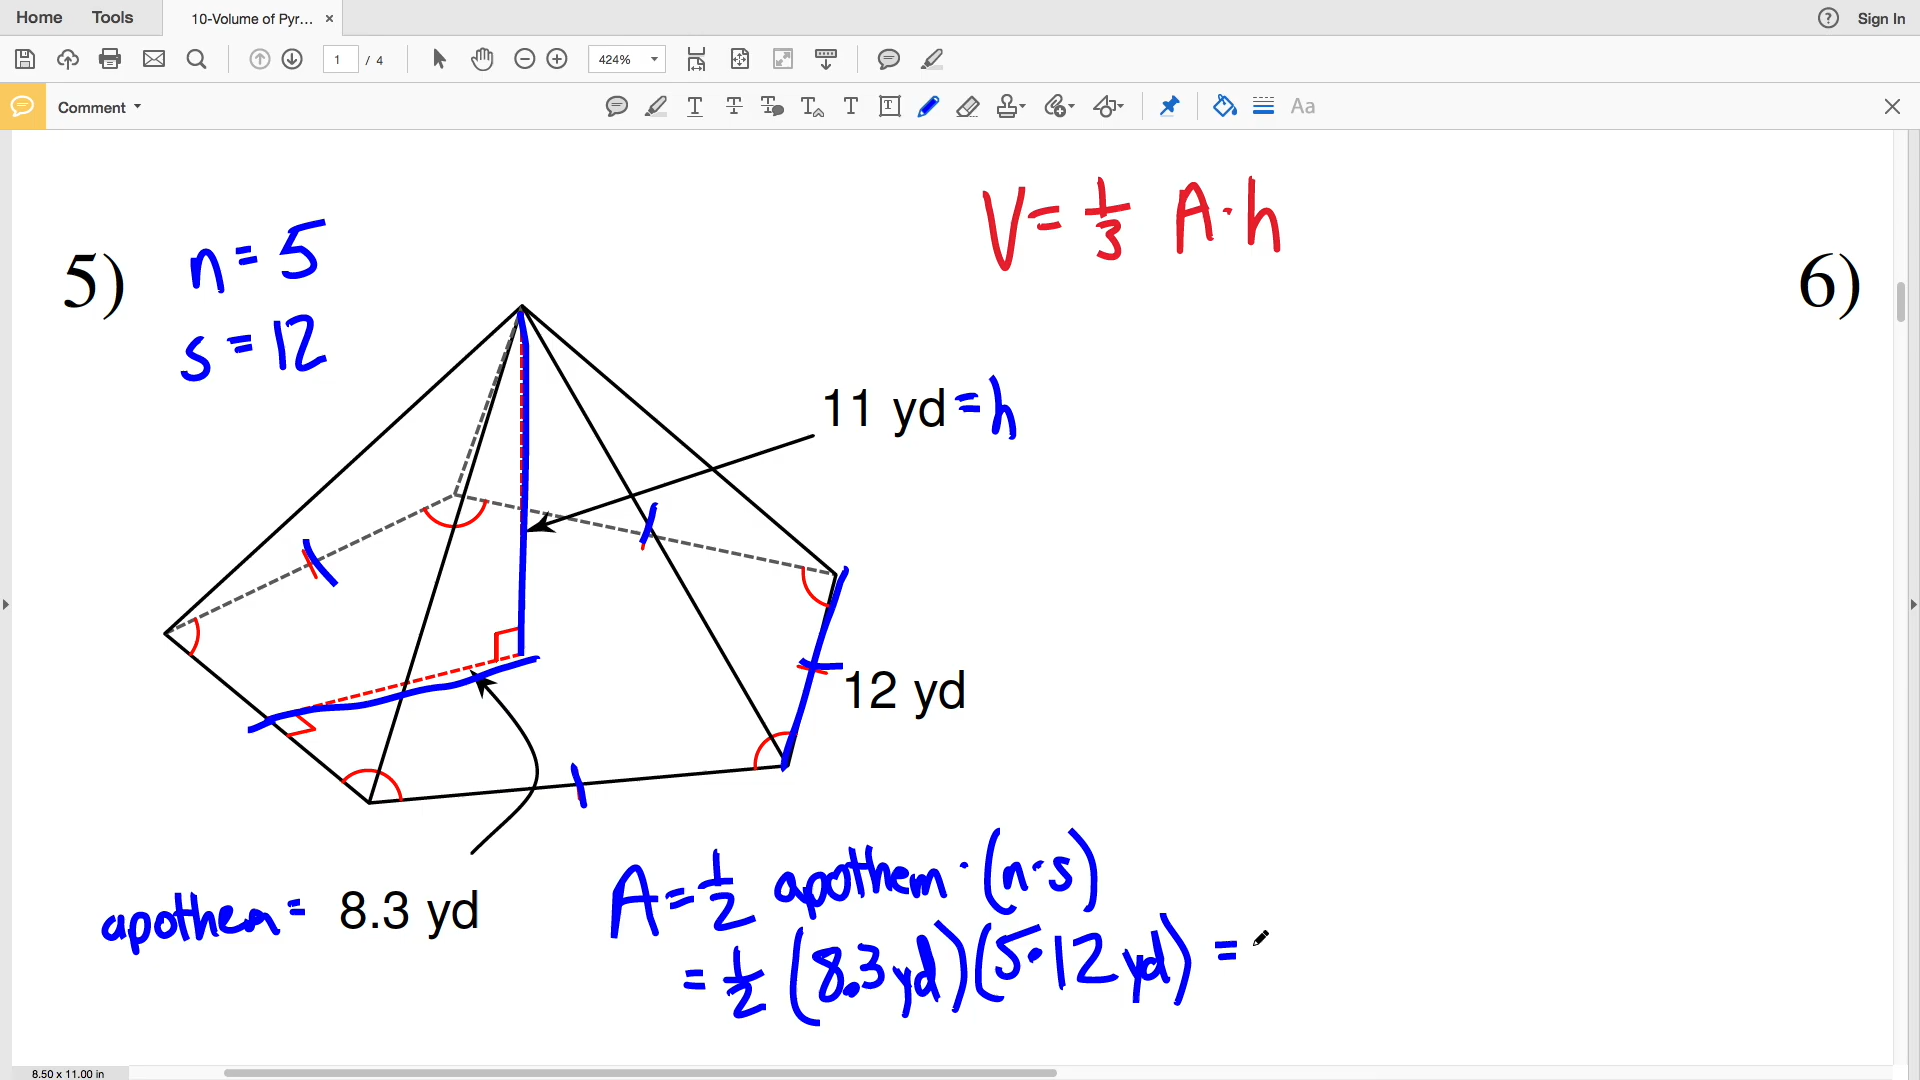 Home Tools 10-Volume of Pyr... × ? Sign In
1 / 4 424%
Comment T T T T T T Aa
V = 1/3 A · h
5) n = 5 6)
s = 12
11 yd = h
12 yd
A = 1/2 apothem · (n · s)
apothem = 8.3 yd
= 1/2 (8.3 yd)(5 · 12 yd) =
8.50 x 11.00 in